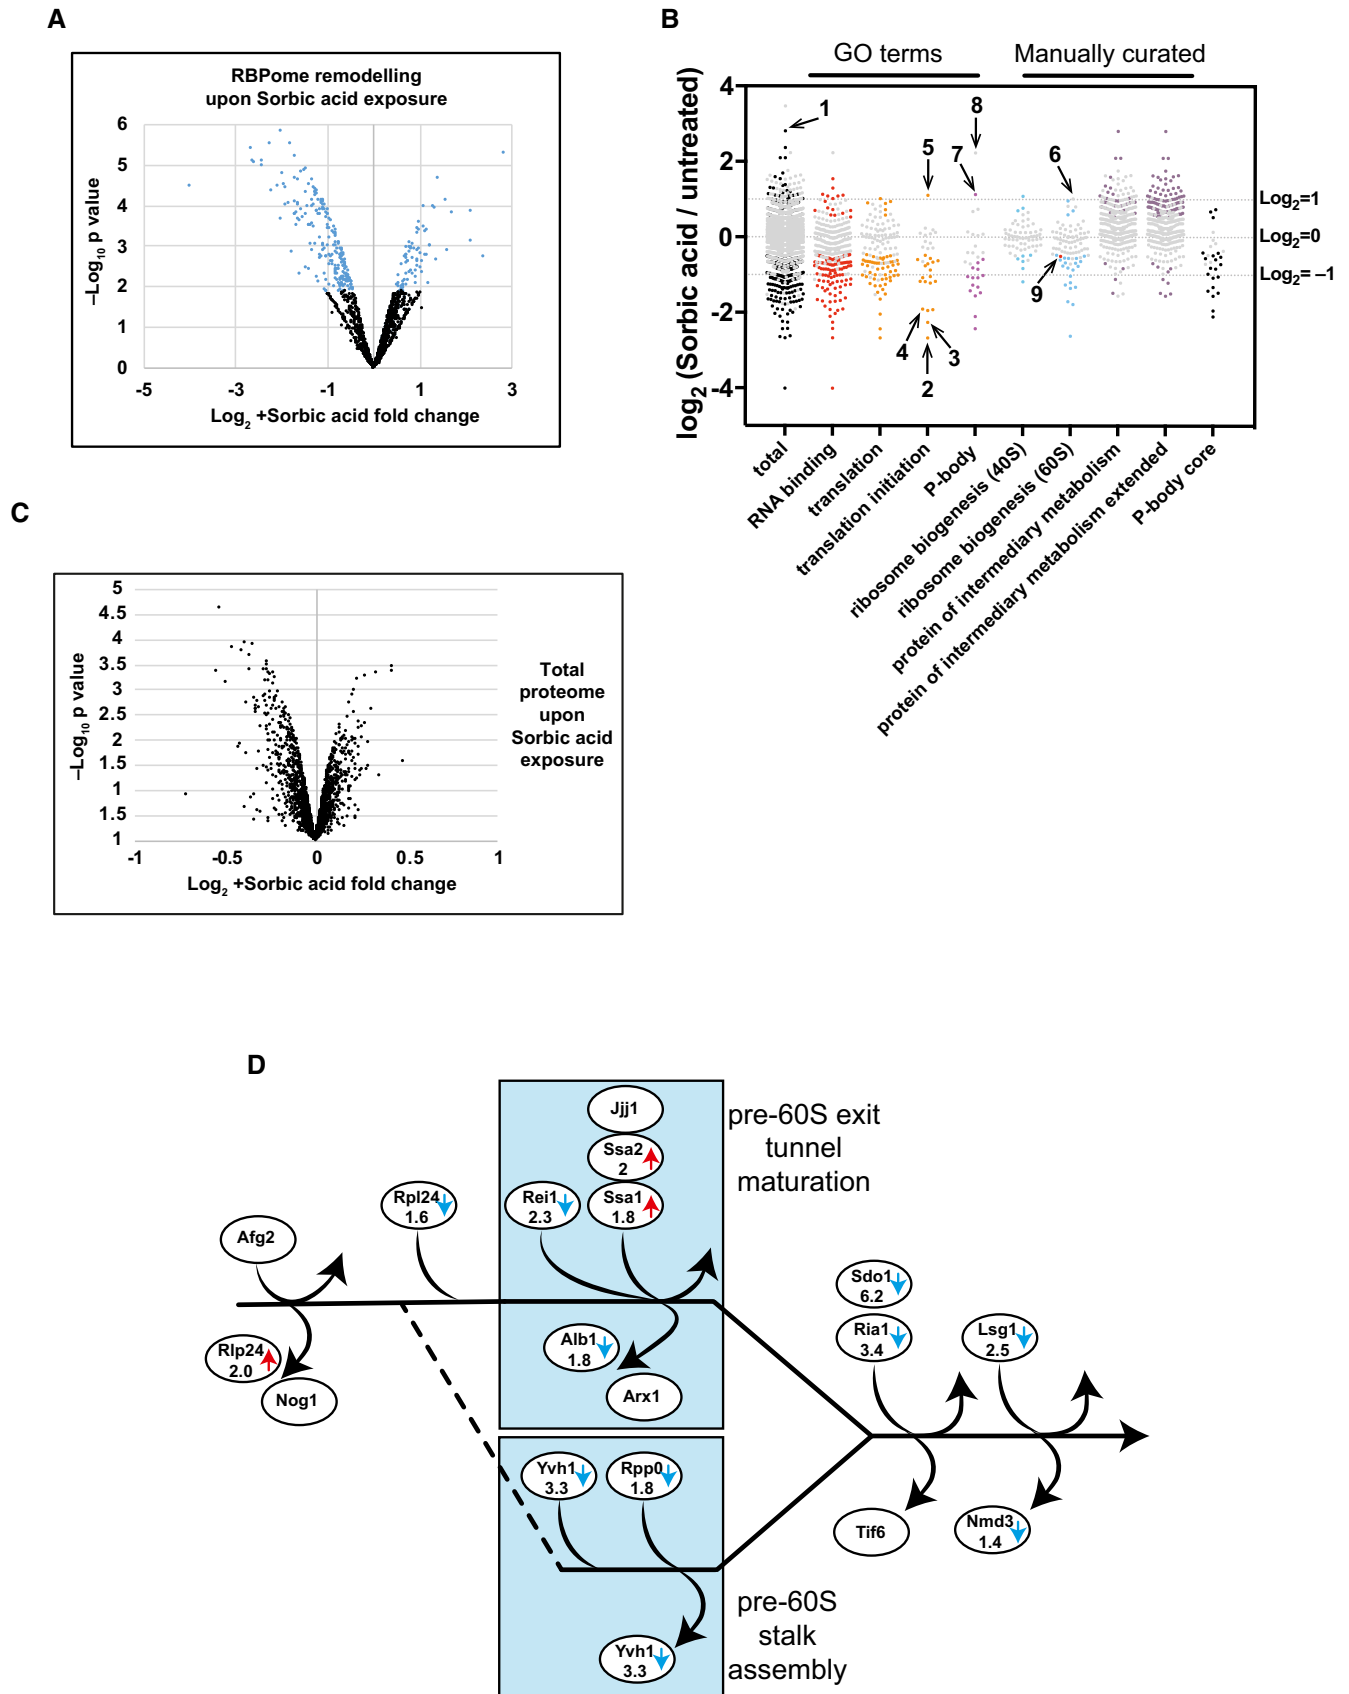 A
RBPome remodelling
upon Sorbic acid exposure
–Log10 p value
6
5
4
3
2
1
0
-5
-3
-1
1
3
Log2 +Sorbic acid fold change
B
GO terms
Manually curated
log2 (Sorbic acid / untreated)
4
2
0
-2
-4
1
8
5
7
6
9
4
3
2
Log2=1
Log2=0
Log2= –1
total
RNA binding
translation
translation initiation
P-body
ribosome biogenesis (40S)
ribosome biogenesis (60S)
protein of intermediary metabolism
protein of intermediary metabolism extended
P-body core
C
–Log10 p value
5
4.5
4
3.5
3
2.5
2
1.5
1
1.5
1
-1
-0.5
0
0.5
1
Log2 +Sorbic acid fold change
Total
proteome
upon
Sorbic acid
exposure
D
Jjj1
Ssa2
2
Ssa1
1.8
Rei1
2.3
Rpl24
1.6
Afg2
Rlp24
2.0
Nog1
Alb1
1.8
Arx1
pre-60S exit
tunnel
maturation
Sdo1
6.2
Ria1
3.4
Lsg1
2.5
Tif6
Nmd3
1.4
Yvh1
3.3
Rpp0
1.8
Yvh1
3.3
pre-60S
stalk
assembly